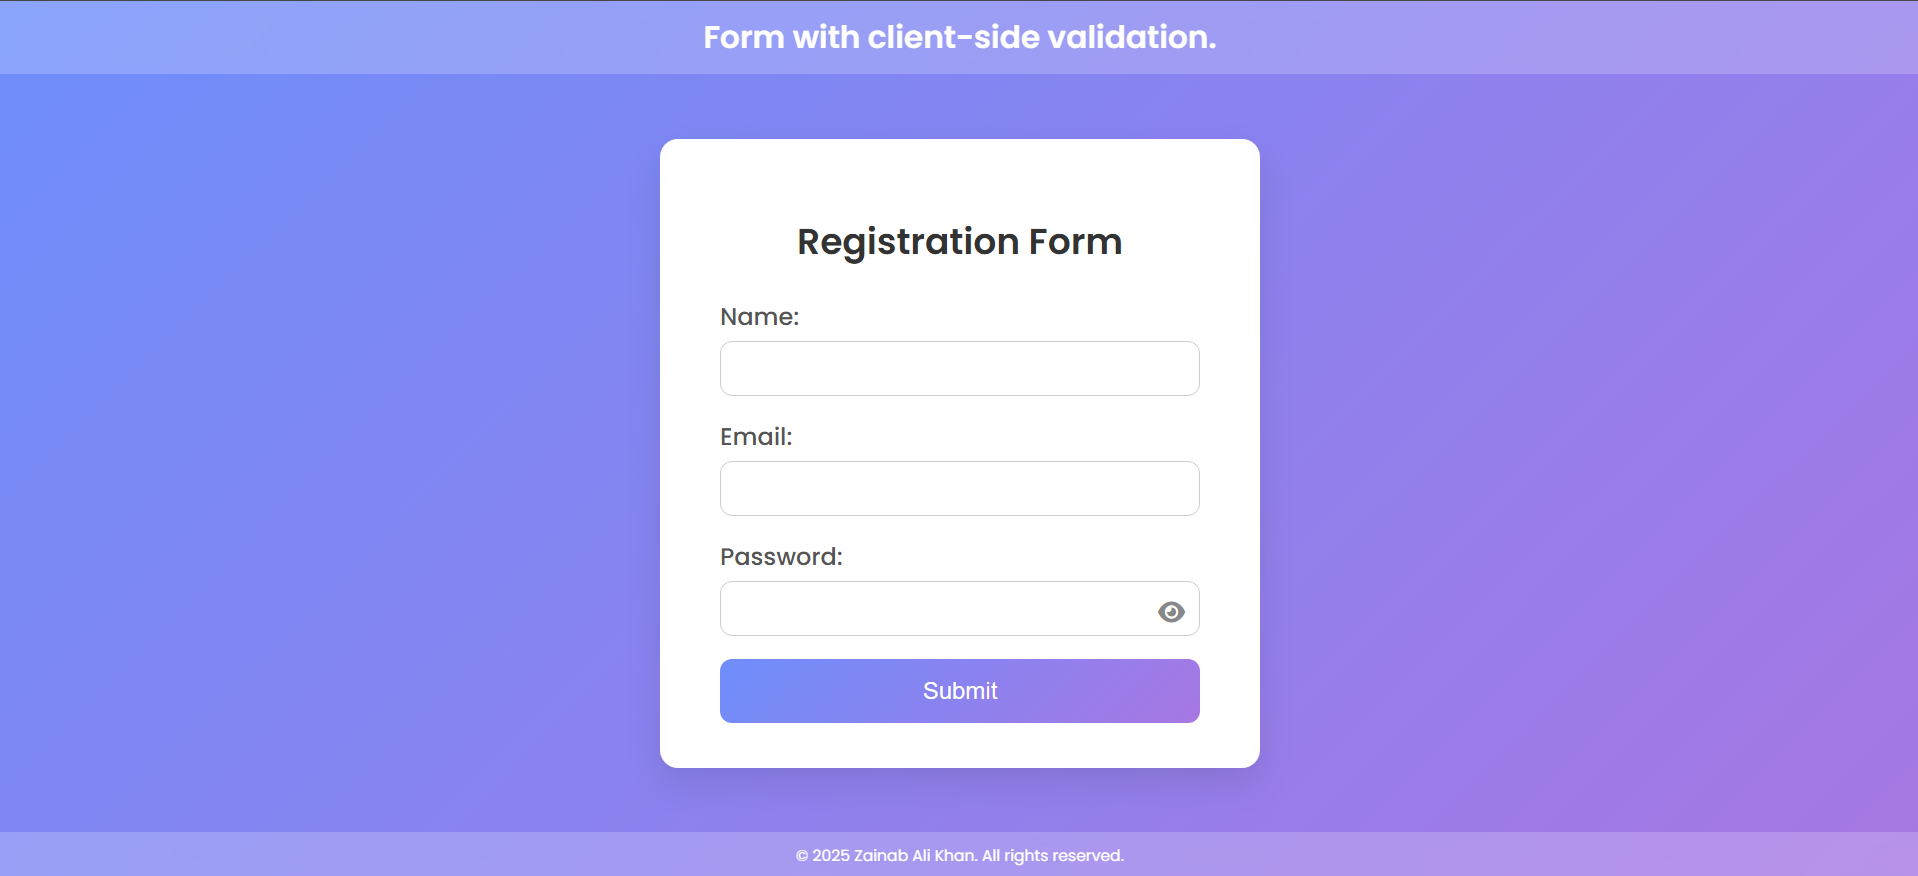 Form with client-side validation.
Registration Form
Name:
Email:
Password:
Submit
© 2025 Zainab Ali Khan. All rights reserved.